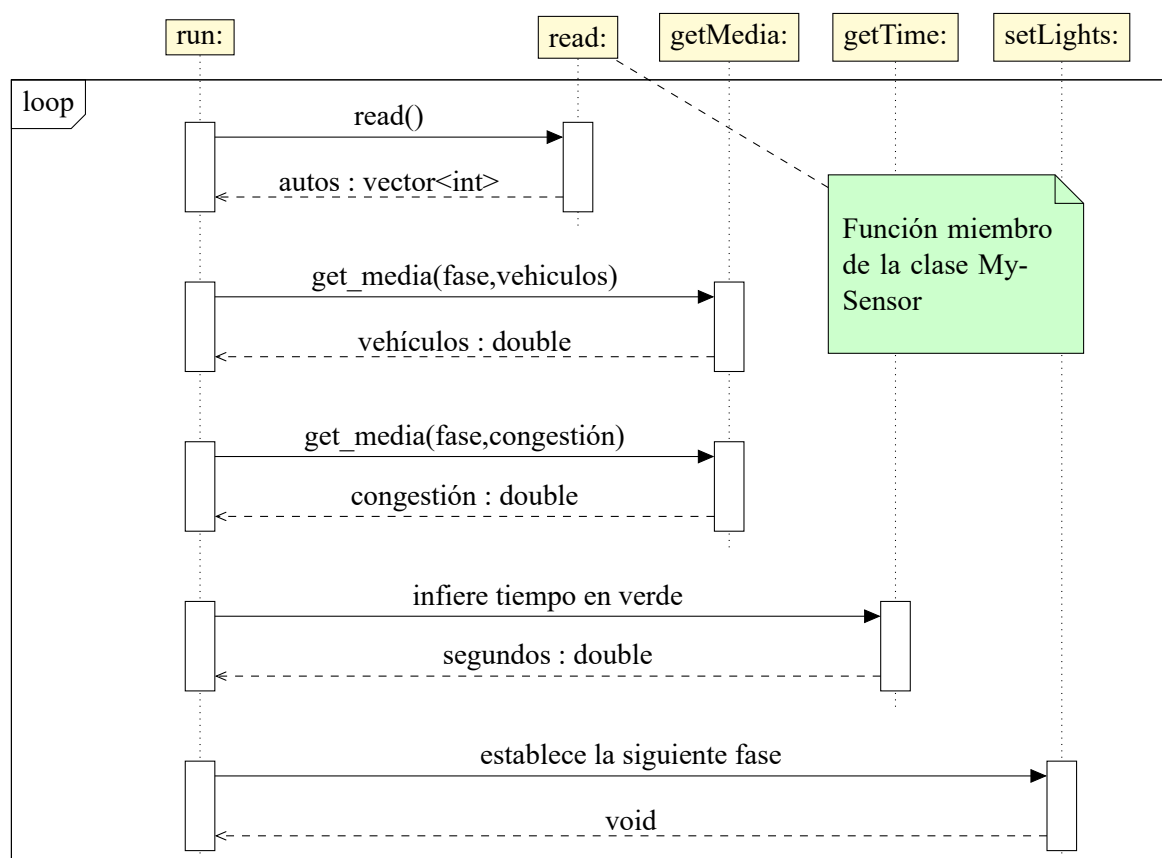 run:
read:
getMedia:
getTime:
setLights:
loop
read()
autos : vector<int>
Función miembro
de la clase My-
Sensor
get_media(fase,vehiculos)
vehículos : double
get_media(fase,congestión)
congestión : double
infiere tiempo en verde
segundos : double
establece la siguiente fase
void